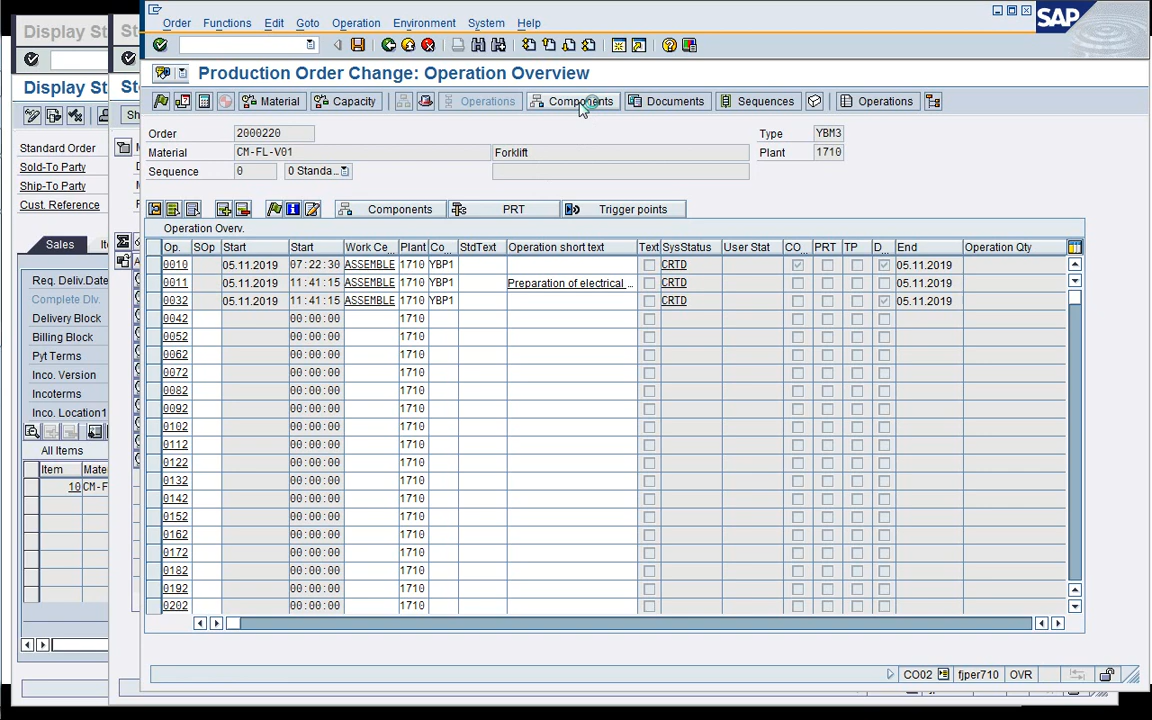 Order Functions Edit Goto Operation Environment System Help
SAP
Production Order Change: Operation Overview
Material Capacity Operations Components Documents Sequences Operations
Order 2000220 Type YBM3
Material CM-FL-V01 Forklift Plant 1710
Sequence 0 0 Standa...
Components PRT Trigger points
Operation Overv.
Op. SOp Start Start Work Ce... Plant Co... StdText Operation short text Text SysStatus User Stat CO... PRT TP D... End Operation Qty
0010 05.11.2019 07:22:30 ASSEMBLE 1710 YBP1 CRTD 05.11.2019
0011 05.11.2019 11:41:15 ASSEMBLE 1710 YBP1 Preparation of electrical ... CRTD 05.11.2019
0032 05.11.2019 11:41:15 ASSEMBLE 1710 YBP1 CRTD 05.11.2019
0042 00:00:00 1710
0052 00:00:00 1710
0062 00:00:00 1710
0072 00:00:00 1710
0082 00:00:00 1710
0092 00:00:00 1710
0102 00:00:00 1710
0112 00:00:00 1710
0122 00:00:00 1710
0132 00:00:00 1710
0142 00:00:00 1710
0152 00:00:00 1710
0162 00:00:00 1710
0172 00:00:00 1710
0182 00:00:00 1710
0192 00:00:00 1710
0202 00:00:00 1710
CO02 fjper710 OVR
Display St
Display St
Standard Order
Sold-To Party
Ship-To Party
Cust. Reference
Sales
Req. Deliv.Date
Complete Dlv.
Delivery Block
Billing Block
Pyt Terms
Inco. Version
Incoterms
Inco. Location1
All Items
Item Mate
10 CM-F